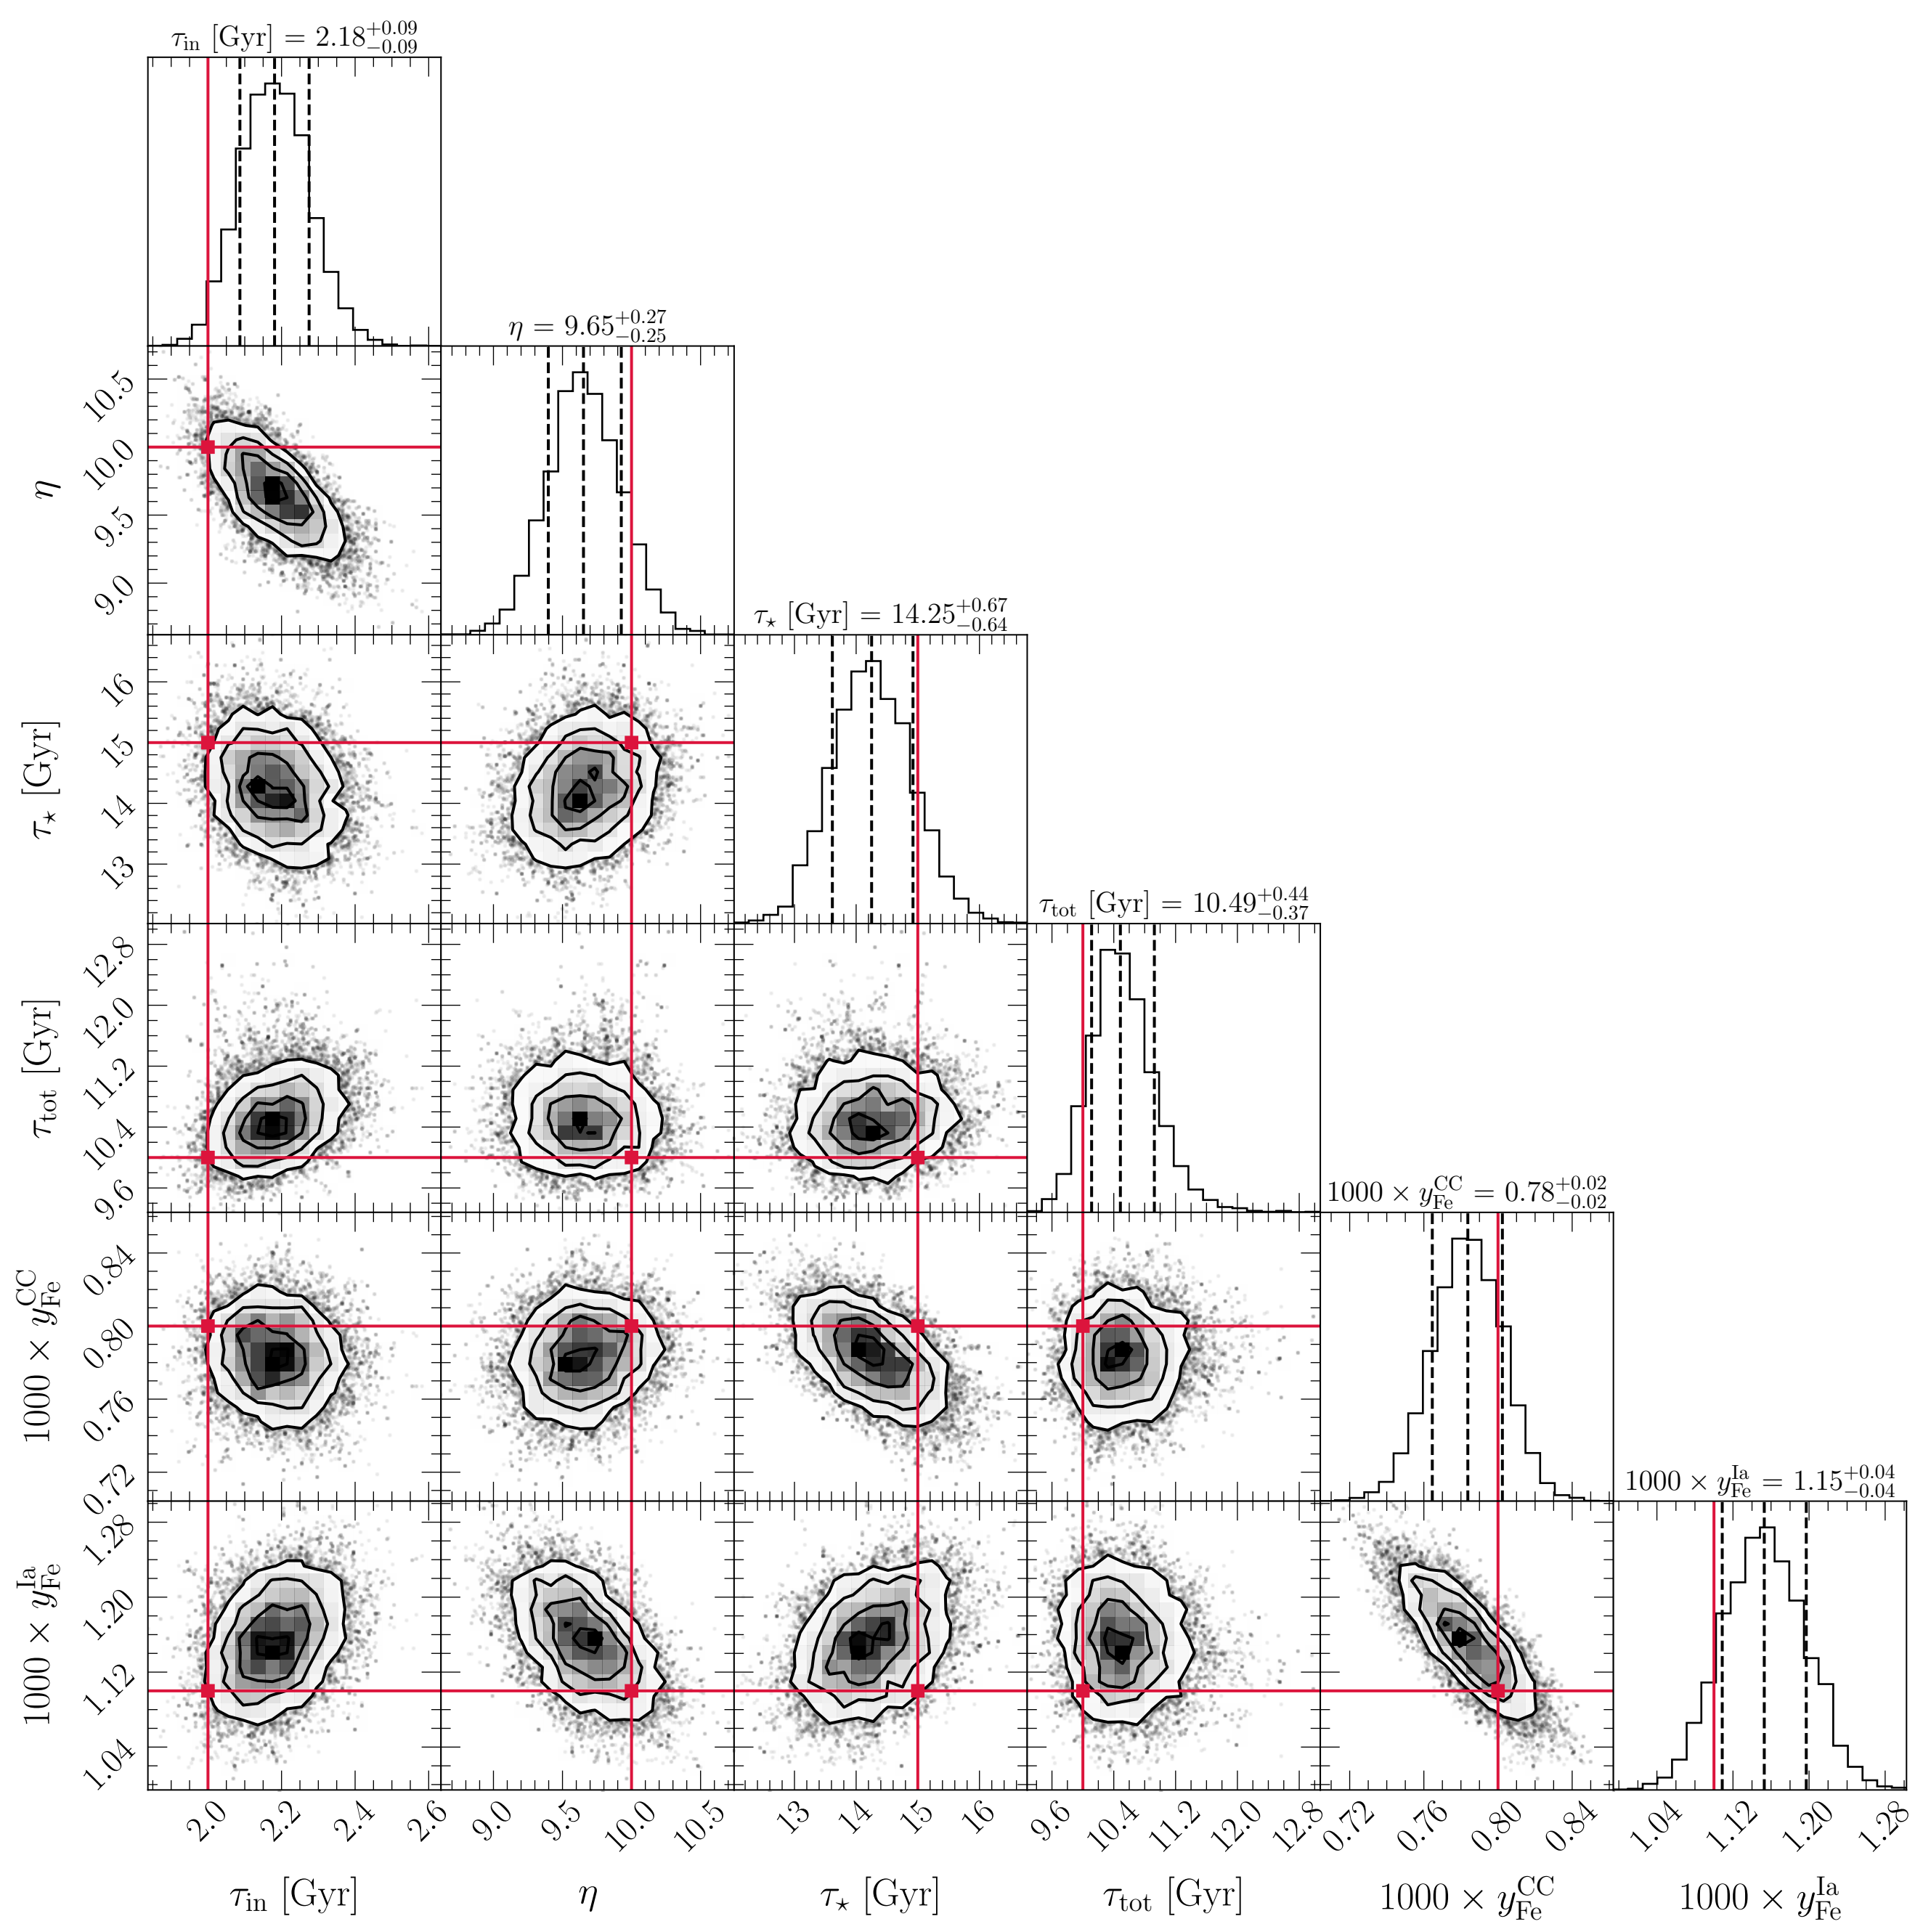 τ_in [Gyr] = 2.18^{+0.09}_{−0.09}
η = 9.65^{+0.27}_{−0.25}
10.5
10.0
9.5
9.0
η
τ_⋆ [Gyr] = 14.25^{+0.67}_{−0.64}
16
15
14
13
τ_⋆ [Gyr]
τ_tot [Gyr] = 10.49^{+0.44}_{−0.37}
12.8
12.0
11.2
10.4
9.6
τ_tot [Gyr]
1000 × y_Fe^CC = 0.78^{+0.02}_{−0.02}
0.84
0.80
0.76
0.72
1000 × y_Fe^CC
1000 × y_Fe^Ia = 1.15^{+0.04}_{−0.04}
1.28
1.20
1.12
1.04
1000 × y_Fe^Ia
2.0 2.2 2.4 2.6 9.0 9.5 10.0 10.5 13 14 15 16 9.6 10.4 11.2 12.0 12.8 0.72 0.76 0.80 0.84 1.04 1.12 1.20 1.28
τ_in [Gyr] η τ_⋆ [Gyr] τ_tot [Gyr] 1000 × y_Fe^CC 1000 × y_Fe^Ia